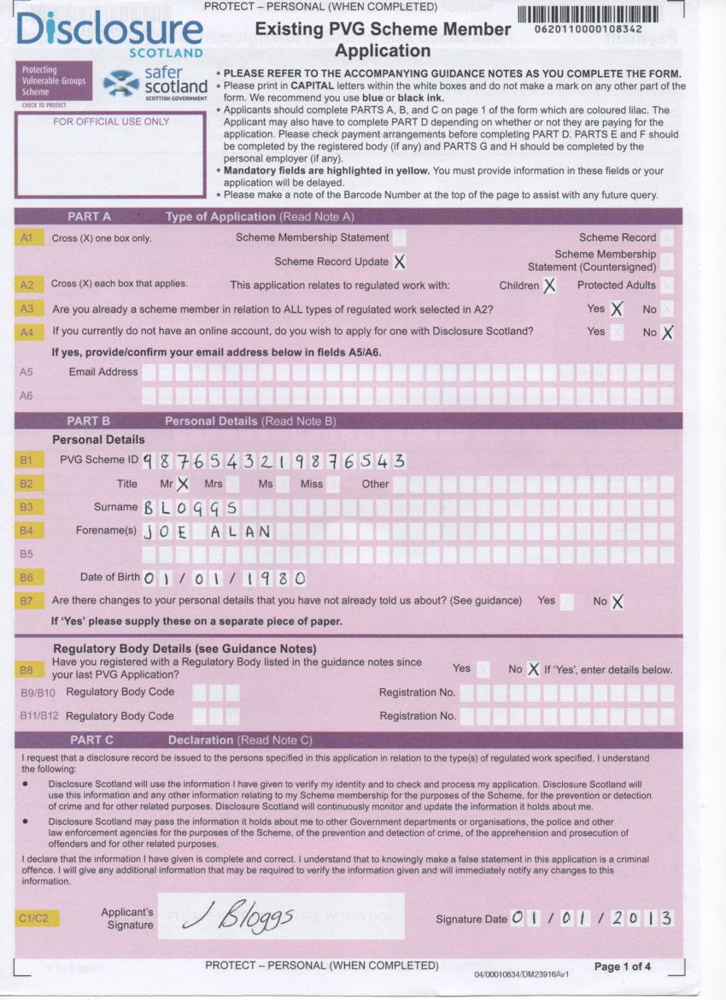 PROTECT – PERSONAL (WHEN COMPLETED)
Disclosure
SCOTLAND
Existing PVG Scheme Member
Application
0620110000108342
Protecting
Vulnerable Groups
Scheme
CHECK TO PROTECT
safer
scotland
SCOTTISH GOVERNMENT
FOR OFFICIAL USE ONLY
* PLEASE REFER TO THE ACCOMPANYING GUIDANCE NOTES AS YOU COMPLETE THE FORM.
* Please print in CAPITAL letters within the white boxes and do not make a mark on any other part of the
form. We recommend you use blue or black ink.
* Applicants should complete PARTS A, B, and C on page 1 of the form which are coloured lilac. The
Applicant may also have to complete PART D depending on whether or not they are paying for the
application. Please check payment arrangements before completing PART D. PARTS E and F should
be completed by the registered body (if any) and PARTS G and H should be completed by the
personal employer (if any).
* Mandatory fields are highlighted in yellow. You must provide information in these fields or your
application will be delayed.
* Please make a note of the Barcode Number at the top of the page to assist with any future query.
PART A Type of Application (Read Note A)
A1 Cross (X) one box only. Scheme Membership Statement Scheme Record
Scheme Record Update X Scheme Membership
Statement (Countersigned)
A2 Cross (X) each box that applies. This application relates to regulated work with: Children X Protected Adults
A3 Are you already a scheme member in relation to ALL types of regulated work selected in A2? Yes X No
A4 If you currently do not have an online account, do you wish to apply for one with Disclosure Scotland? Yes No X
If yes, provide/confirm your email address below in fields A5/A6.
A5 Email Address
A6
PART B Personal Details (Read Note B)
Personal Details
B1 PVG Scheme ID 9876543219876543
B2 Title Mr X Mrs Ms Miss Other
B3 Surname BLOGGS
B4 Forename(s) JOE ALAN
B5
B6 Date of Birth 01/01/1980
B7 Are there changes to your personal details that you have not already told us about? (See guidance) Yes No X
If 'Yes' please supply these on a separate piece of paper.
Regulatory Body Details (see Guidance Notes)
B8 Have you registered with a Regulatory Body listed in the guidance notes since
your last PVG Application? Yes No X If 'Yes', enter details below.
B9/B10 Regulatory Body Code Registration No.
B11/B12 Regulatory Body Code Registration No.
PART C Declaration (Read Note C)
I request that a disclosure record be issued to the persons specified in this application in relation to the type(s) of regulated work specified. I understand
the following:
● Disclosure Scotland will use the information I have given to verify my identity and to check and process my application. Disclosure Scotland will
use this information and any other information relating to my Scheme membership for the purposes of the Scheme, for the prevention or detection
of crime and for other related purposes. Disclosure Scotland will continuously monitor and update the information it holds about me.
● Disclosure Scotland may pass the information it holds about me to other Government departments or organisations, the police and other
law enforcement agencies for the purposes of the Scheme, of the prevention and detection of crime, of the apprehension and prosecution of
offenders and for other related purposes.
I declare that the information I have given is complete and correct. I understand that to knowingly make a false statement in this application is a criminal
offence. I will give any additional information that may be required to verify the information given and will immediately notify any changes to this
information.
C1/C2 Applicant's
Signature J Bloggs Signature Date 01/01/2013
PROTECT – PERSONAL (WHEN COMPLETED)
04/00010834/DM23916Av1
Page 1 of 4